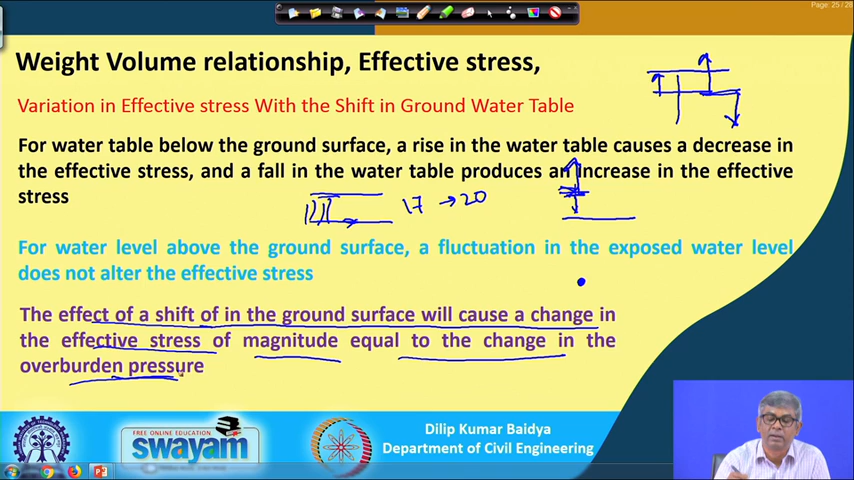 Page: 25 / 28
Weight Volume relationship, Effective stress,
Variation in Effective stress With the Shift in Ground Water Table
For water table below the ground surface, a rise in the water table causes a decrease in
the effective stress, and a fall in the water table produces an increase in the effective
stress
17 → 20
For water level above the ground surface, a fluctuation in the exposed water level
does not alter the effective stress
The effect of a shift of in the ground surface will cause a change in
the effective stress of magnitude equal to the change in the
overburden pressure
FREE ONLINE EDUCATION
swayam
Dilip Kumar Baidya
Department of Civil Engineering